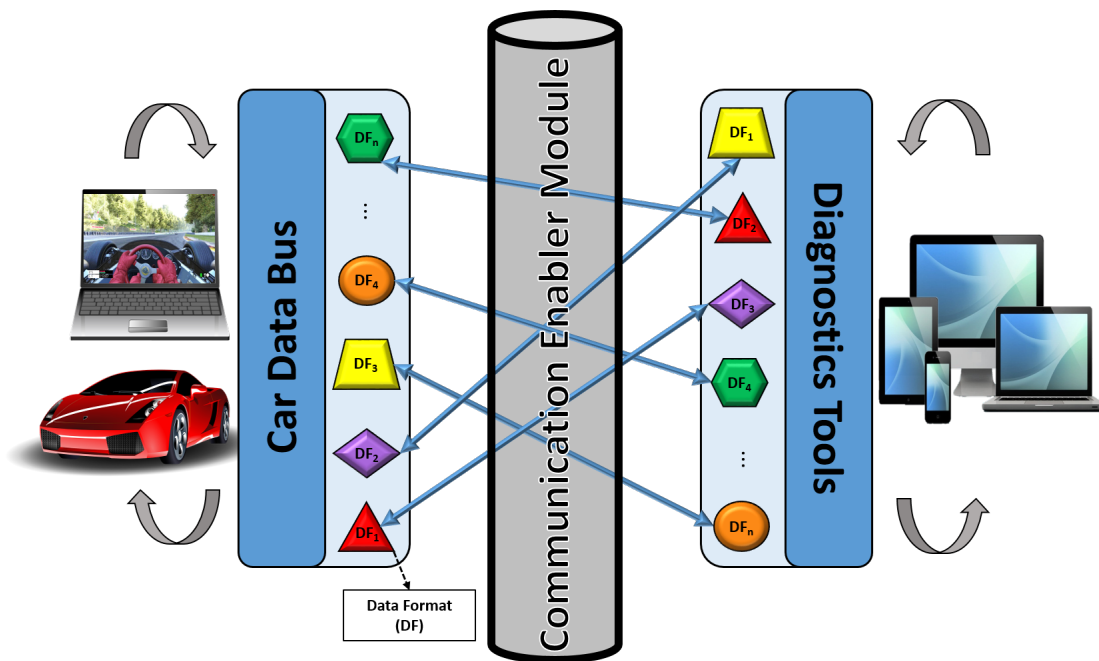 Car Data Bus
DFₙ
...
DF₄
DF₃
DF₂
DF₁
Data Format
(DF)
Communication Enabler Module
DF₁
DF₂
DF₃
DF₄
...
DFₙ
Diagnostics Tools